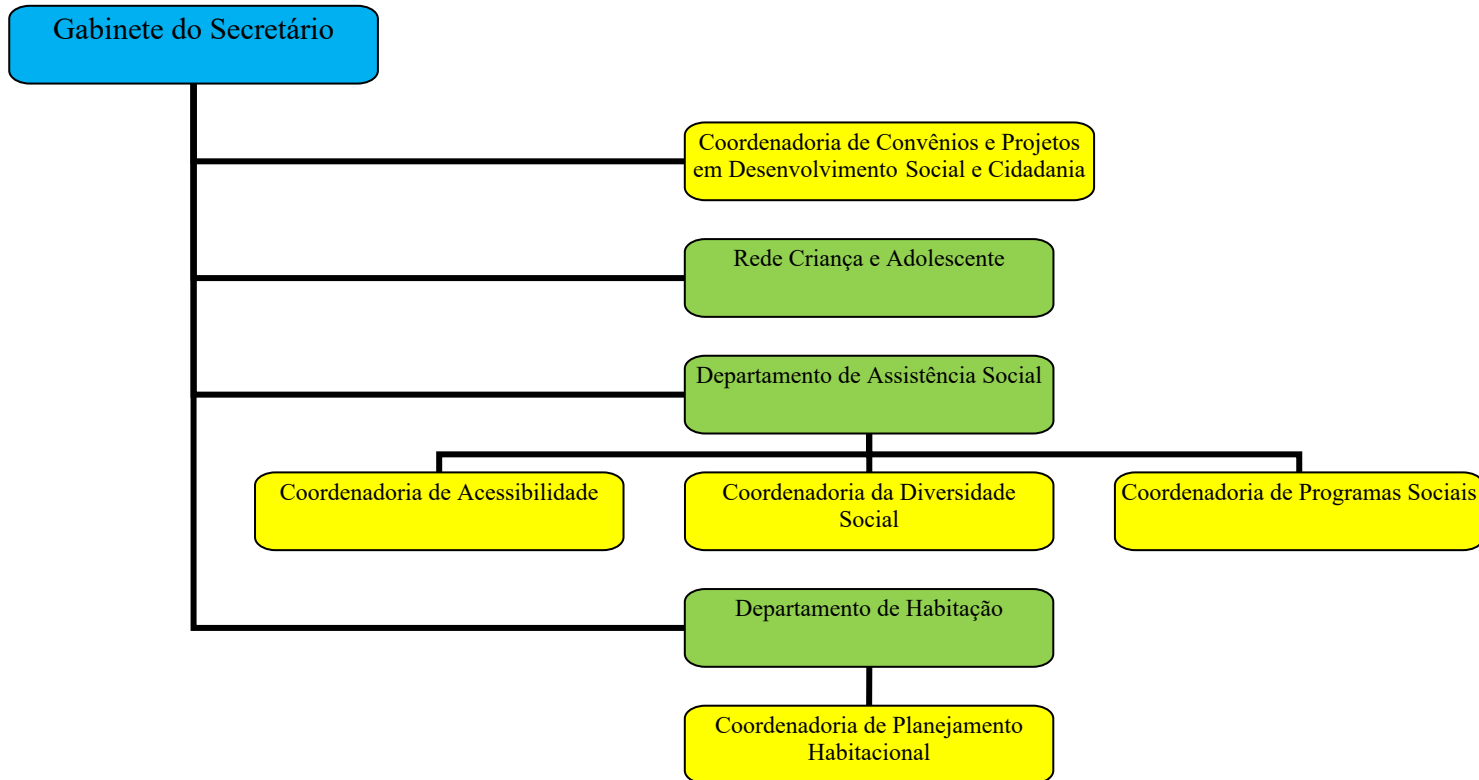 Gabinete do Secretário
Coordenadoria de Convênios e Projetos
em Desenvolvimento Social e Cidadania
Rede Criança e Adolescente
Departamento de Assistência Social
Coordenadoria de Acessibilidade
Coordenadoria da Diversidade
Social
Coordenadoria de Programas Sociais
Departamento de Habitação
Coordenadoria de Planejamento
Habitacional